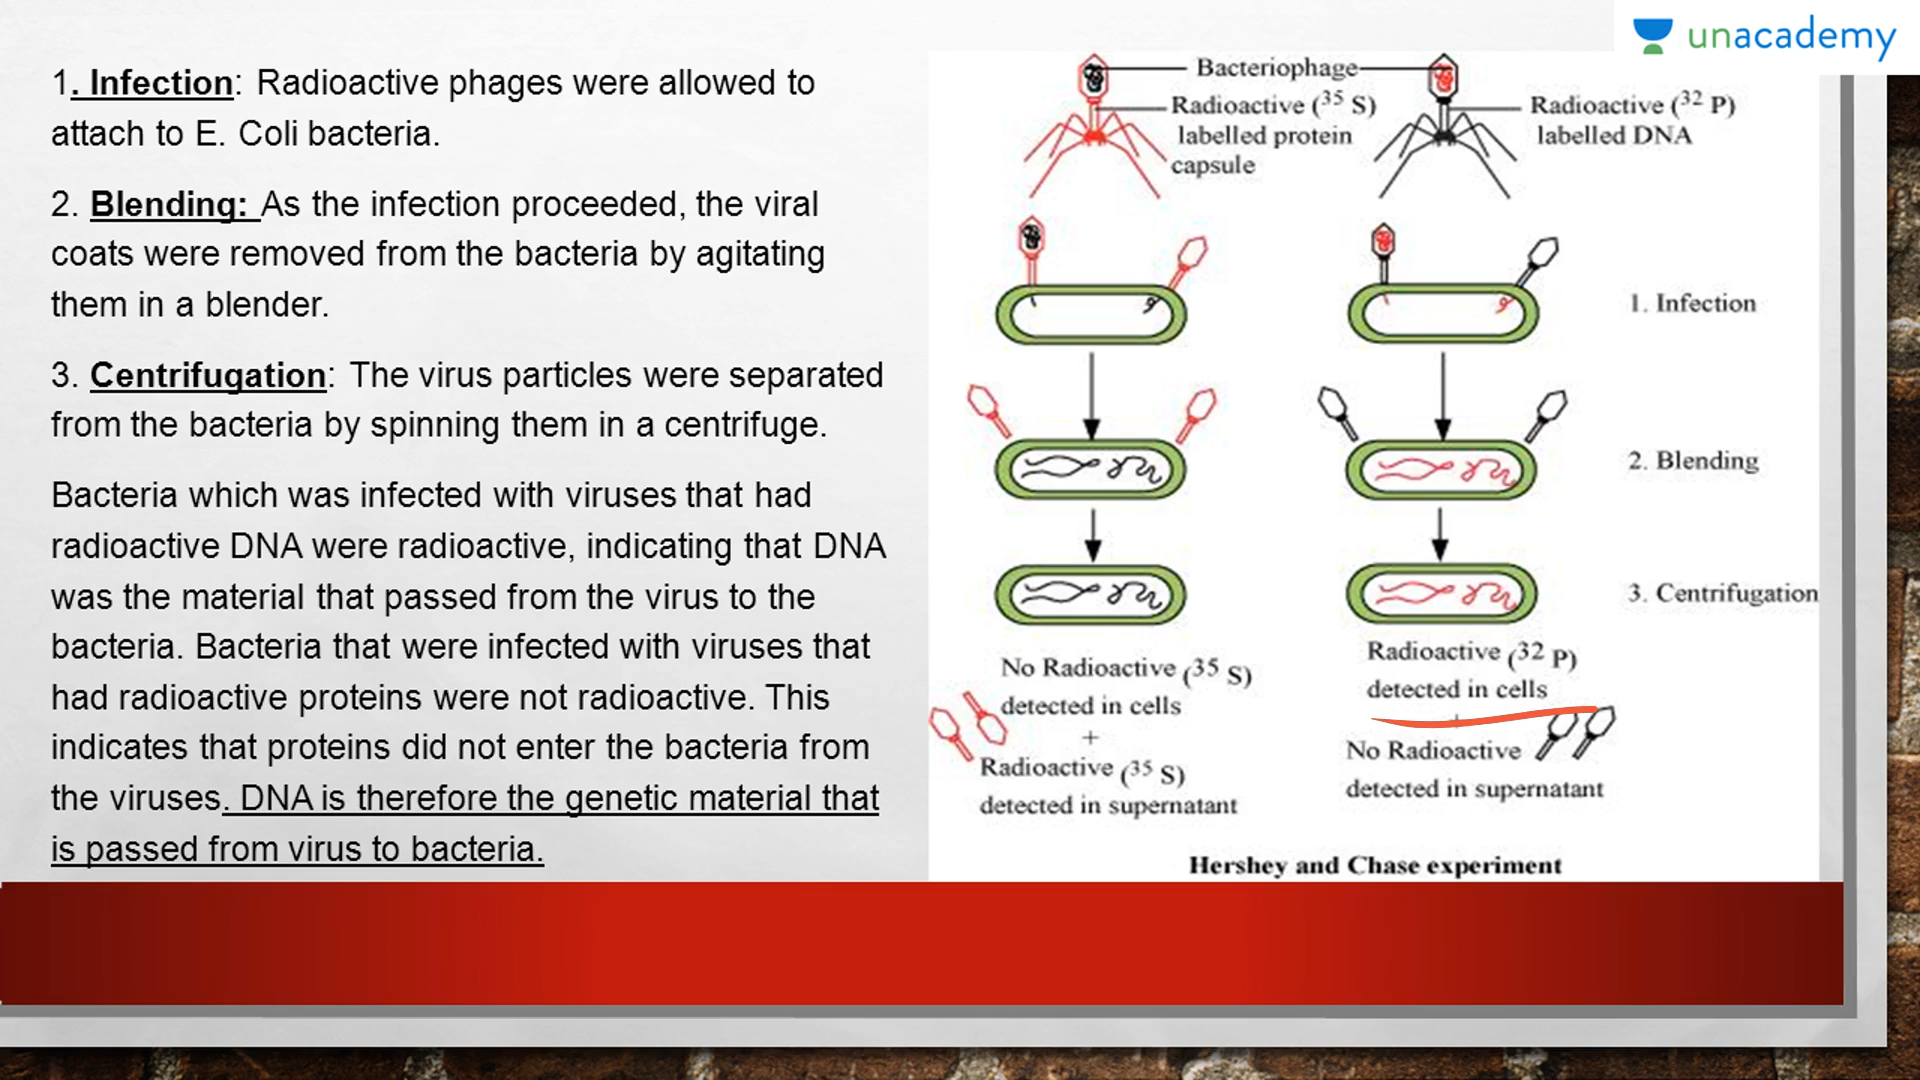 unacademy
1. Infection: Radioactive phages were allowed to
attach to E. Coli bacteria.
2. Blending: As the infection proceeded, the viral
coats were removed from the bacteria by agitating
them in a blender.
3. Centrifugation: The virus particles were separated
from the bacteria by spinning them in a centrifuge.
Bacteria which was infected with viruses that had
radioactive DNA were radioactive, indicating that DNA
was the material that passed from the virus to the
bacteria. Bacteria that were infected with viruses that
had radioactive proteins were not radioactive. This
indicates that proteins did not enter the bacteria from
the viruses. DNA is therefore the genetic material that
is passed from virus to bacteria.
Bacteriophage
Radioactive (35 S)
labelled protein
capsule
Radioactive (32 P)
labelled DNA
1. Infection
2. Blending
3. Centrifugation
No Radioactive (35 S)
detected in cells
+
Radioactive (35 S)
detected in supernatant
Radioactive (32 P)
detected in cells
+
No Radioactive
detected in supernatant
Hershey and Chase experiment